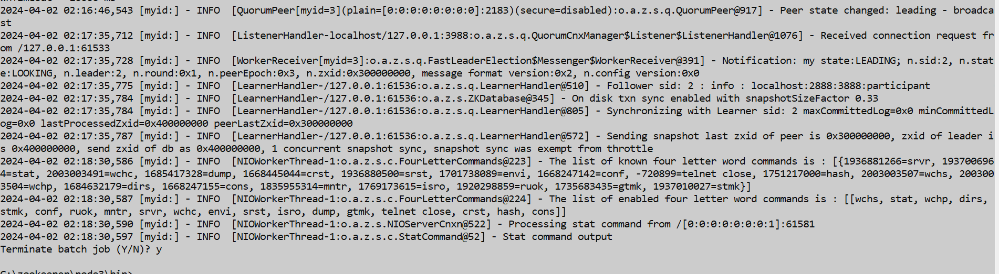 2024-04-02 02:16:46,543 [myid:] - INFO  [QuorumPeer[myid=3](plain=[0:0:0:0:0:0:0:0]:2183)(secure=disabled):o.a.z.s.q.QuorumPeer@917] - Peer state changed: leading - broadca
st
2024-04-02 02:17:35,712 [myid:] - INFO  [ListenerHandler-localhost/127.0.0.1:3988:o.a.z.s.q.QuorumCnxManager$Listener$ListenerHandler@1076] - Received connection request fr
om /127.0.0.1:61533
2024-04-02 02:17:35,728 [myid:] - INFO  [WorkerReceiver[myid=3]:o.a.z.s.q.FastLeaderElection$Messenger$WorkerReceiver@391] - Notification: my state:LEADING; n.sid:2, n.stat
e:LOOKING, n.leader:2, n.round:0x1, n.peerEpoch:0x3, n.zxid:0x300000000, message format version:0x2, n.config version:0x0
2024-04-02 02:17:35,775 [myid:] - INFO  [LearnerHandler-/127.0.0.1:61536:o.a.z.s.q.LearnerHandler@510] - Follower sid: 2 : info : localhost:2888:3888:participant
2024-04-02 02:17:35,784 [myid:] - INFO  [LearnerHandler-/127.0.0.1:61536:o.a.z.s.ZKDatabase@345] - On disk txn sync enabled with snapshotSizeFactor 0.33
2024-04-02 02:17:35,784 [myid:] - INFO  [LearnerHandler-/127.0.0.1:61536:o.a.z.s.q.LearnerHandler@805] - Synchronizing with Learner sid: 2 maxCommittedLog=0x0 minCommittedL
og=0x0 lastProcessedZxid=0x400000000 peerLastZxid=0x300000000
2024-04-02 02:17:35,787 [myid:] - INFO  [LearnerHandler-/127.0.0.1:61536:o.a.z.s.q.LearnerHandler@572] - Sending snapshot last zxid of peer is 0x300000000, zxid of leader i
s 0x400000000, send zxid of db as 0x400000000, 1 concurrent snapshot sync, snapshot sync was exempt from throttle
2024-04-02 02:18:30,586 [myid:] - INFO  [NIOWorkerThread-1:o.a.z.s.c.FourLetterCommands@223] - The list of known four letter word commands is : [{1936881266=srvr, 193700696
4=stat, 2003003491=wchc, 1685417328=dump, 1668445044=crst, 1936880500=srst, 1701738089=envi, 1668247142=conf, -720899=telnet close, 1751217000=hash, 2003003507=wchs, 200300
3504=wchp, 1684632179=dirs, 1668247155=cons, 1835955314=mntr, 1769173615=isro, 1920298859=ruok, 1735683435=gtmk, 1937010027=stmk}]
2024-04-02 02:18:30,587 [myid:] - INFO  [NIOWorkerThread-1:o.a.z.s.c.FourLetterCommands@224] - The list of enabled four letter word commands is : [[wchs, stat, wchp, dirs,
stmk, conf, ruok, mntr, srvr, wchc, envi, srst, isro, dump, gtmk, telnet close, crst, hash, cons]]
2024-04-02 02:18:30,590 [myid:] - INFO  [NIOWorkerThread-1:o.a.z.s.NIOServerCnxn@522] - Processing stat command from /[0:0:0:0:0:0:0:1]:61581
2024-04-02 02:18:30,597 [myid:] - INFO  [NIOWorkerThread-1:o.a.z.s.c.StatCommand@52] - Stat command output
Terminate batch job (Y/N)? y
C:\zookeeper\node3\bin>